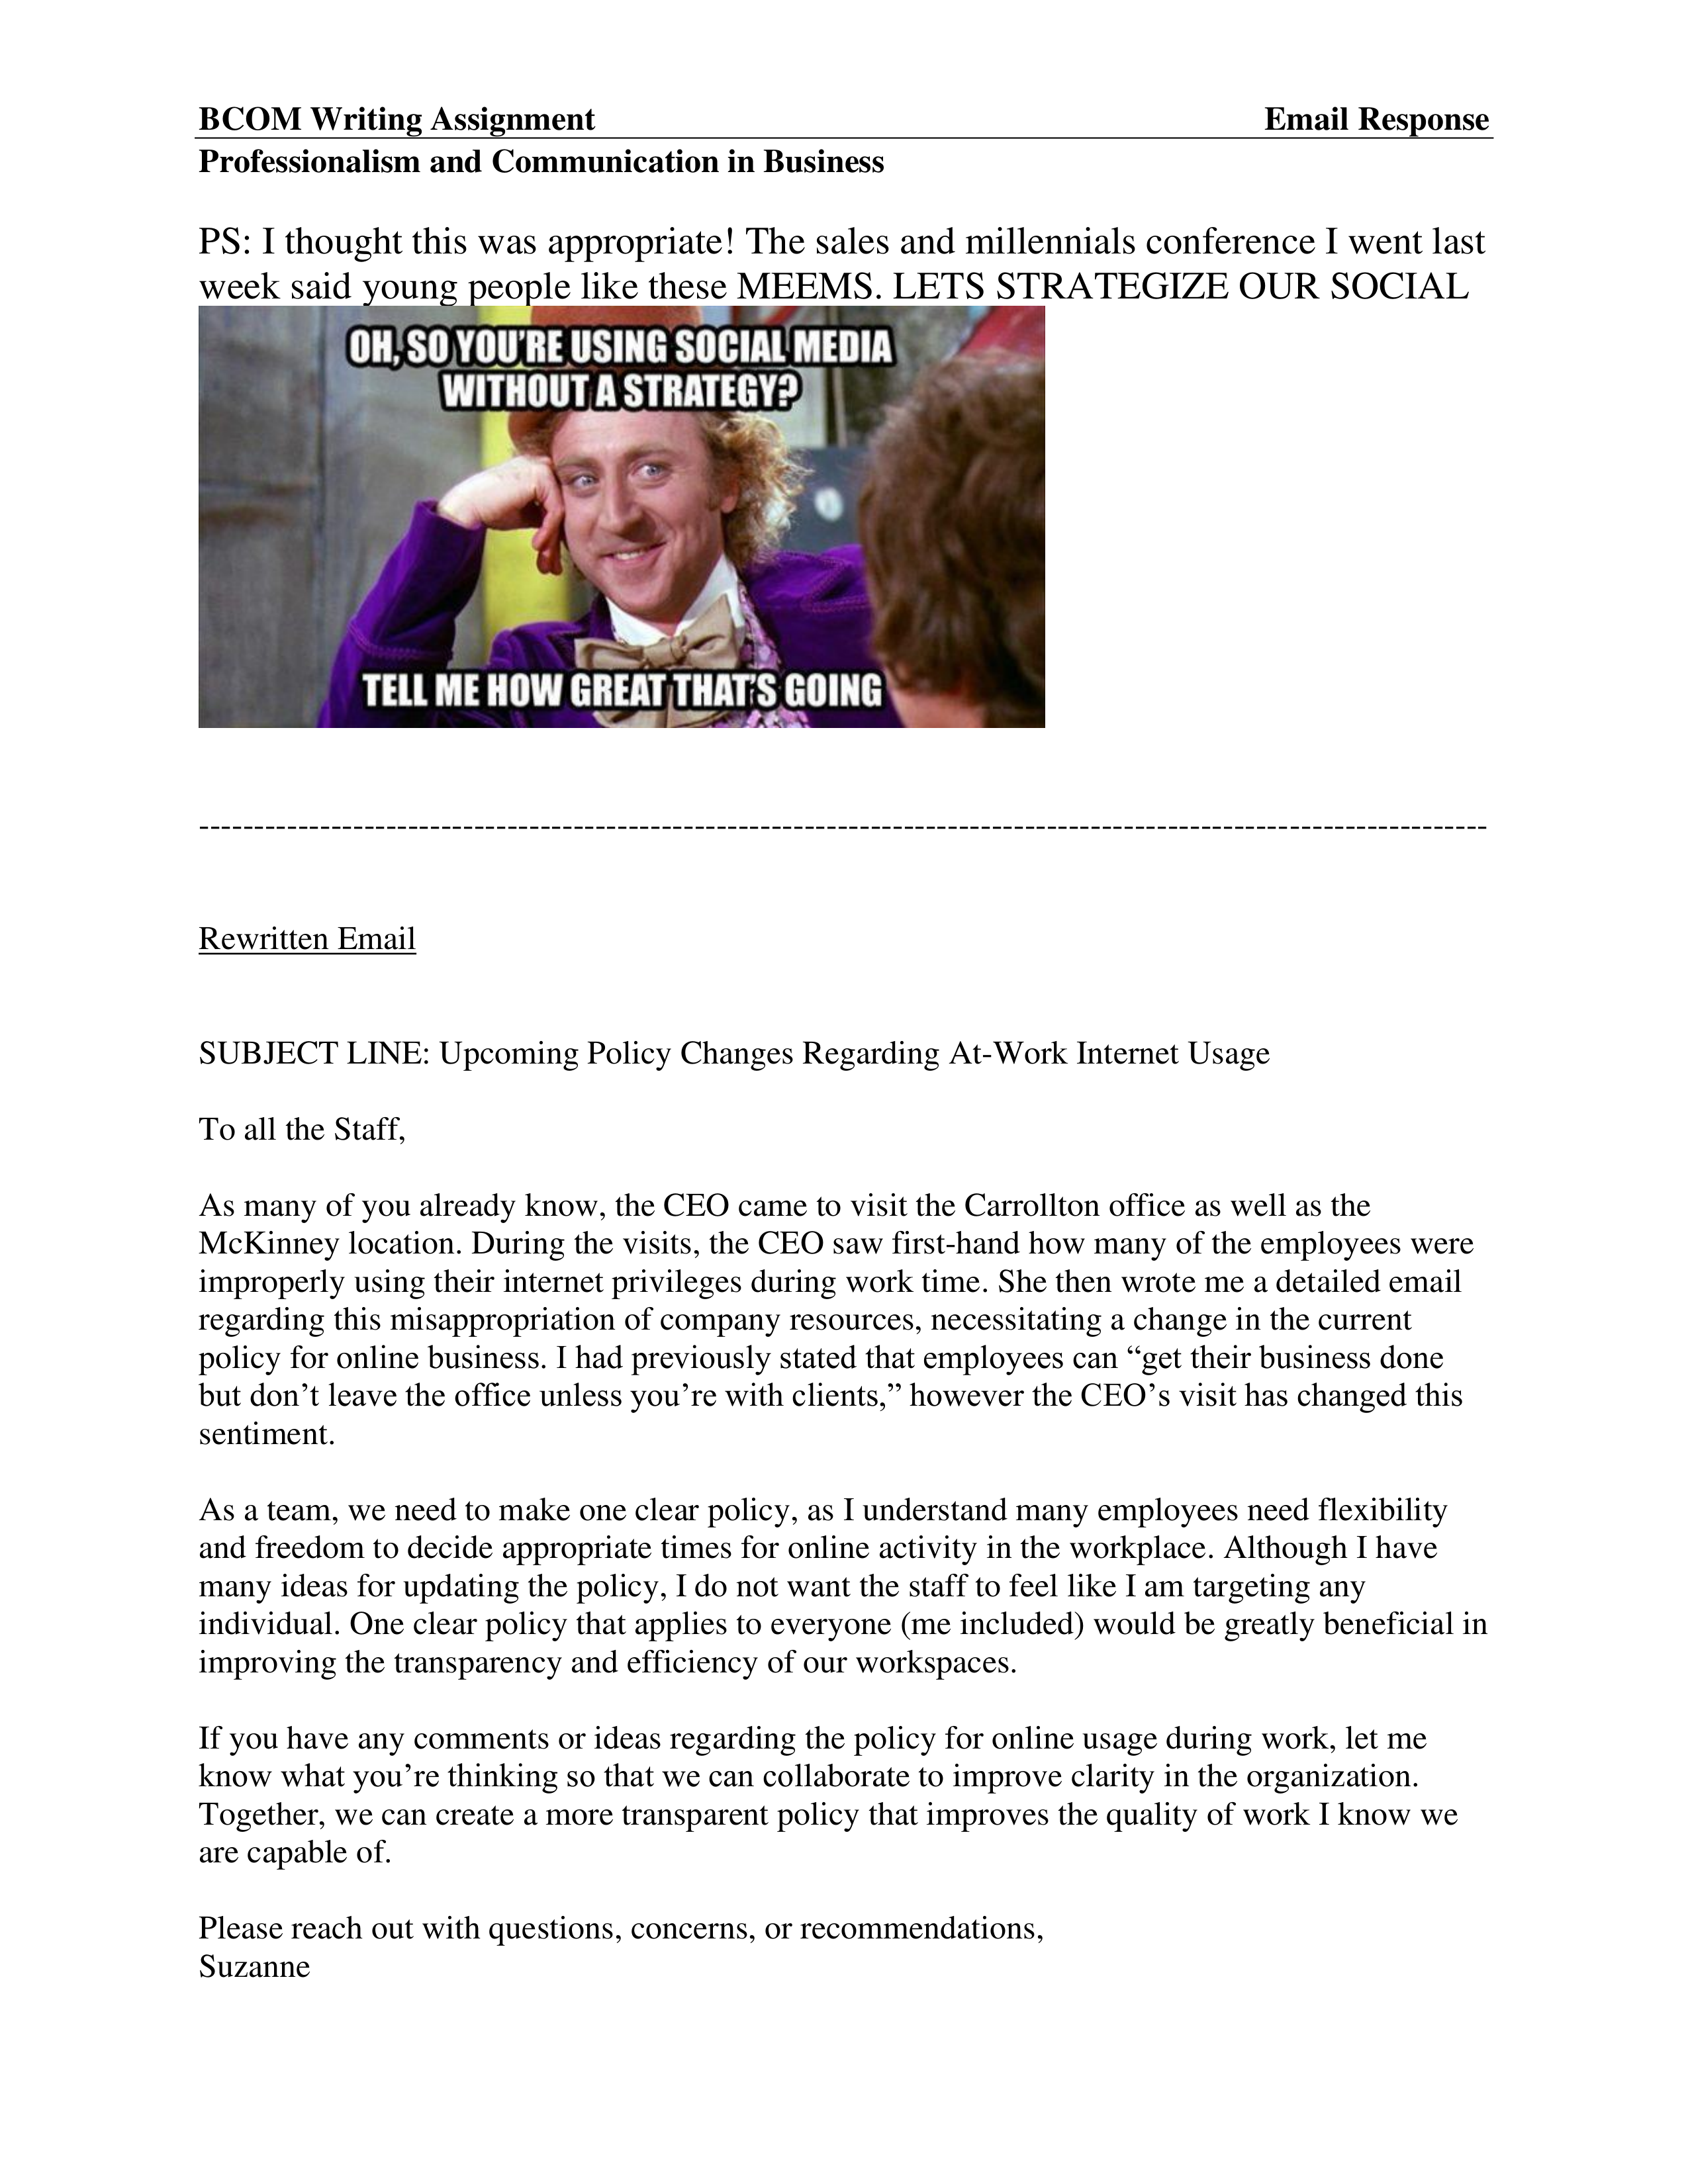 BCOM Writing Assignment Email Response
Professionalism and Communication in Business
PS: I thought this was appropriate! The sales and millennials conference I went last
week said young people like these MEEMS. LETS STRATEGIZE OUR SOCIAL
OH, SO YOU'RE USING SOCIAL MEDIA
WITHOUT A STRATEGY?
TELL ME HOW GREAT THAT'S GOING
---------------------------------------------------------------------------------------------------------------------
Rewritten Email
SUBJECT LINE: Upcoming Policy Changes Regarding At-Work Internet Usage
To all the Staff,
As many of you already know, the CEO came to visit the Carrollton office as well as the
McKinney location. During the visits, the CEO saw first-hand how many of the employees were
improperly using their internet privileges during work time. She then wrote me a detailed email
regarding this misappropriation of company resources, necessitating a change in the current
policy for online business. I had previously stated that employees can “get their business done
but don’t leave the office unless you’re with clients,” however the CEO’s visit has changed this
sentiment.
As a team, we need to make one clear policy, as I understand many employees need flexibility
and freedom to decide appropriate times for online activity in the workplace. Although I have
many ideas for updating the policy, I do not want the staff to feel like I am targeting any
individual. One clear policy that applies to everyone (me included) would be greatly beneficial in
improving the transparency and efficiency of our workspaces.
If you have any comments or ideas regarding the policy for online usage during work, let me
know what you’re thinking so that we can collaborate to improve clarity in the organization.
Together, we can create a more transparent policy that improves the quality of work I know we
are capable of.
Please reach out with questions, concerns, or recommendations,
Suzanne